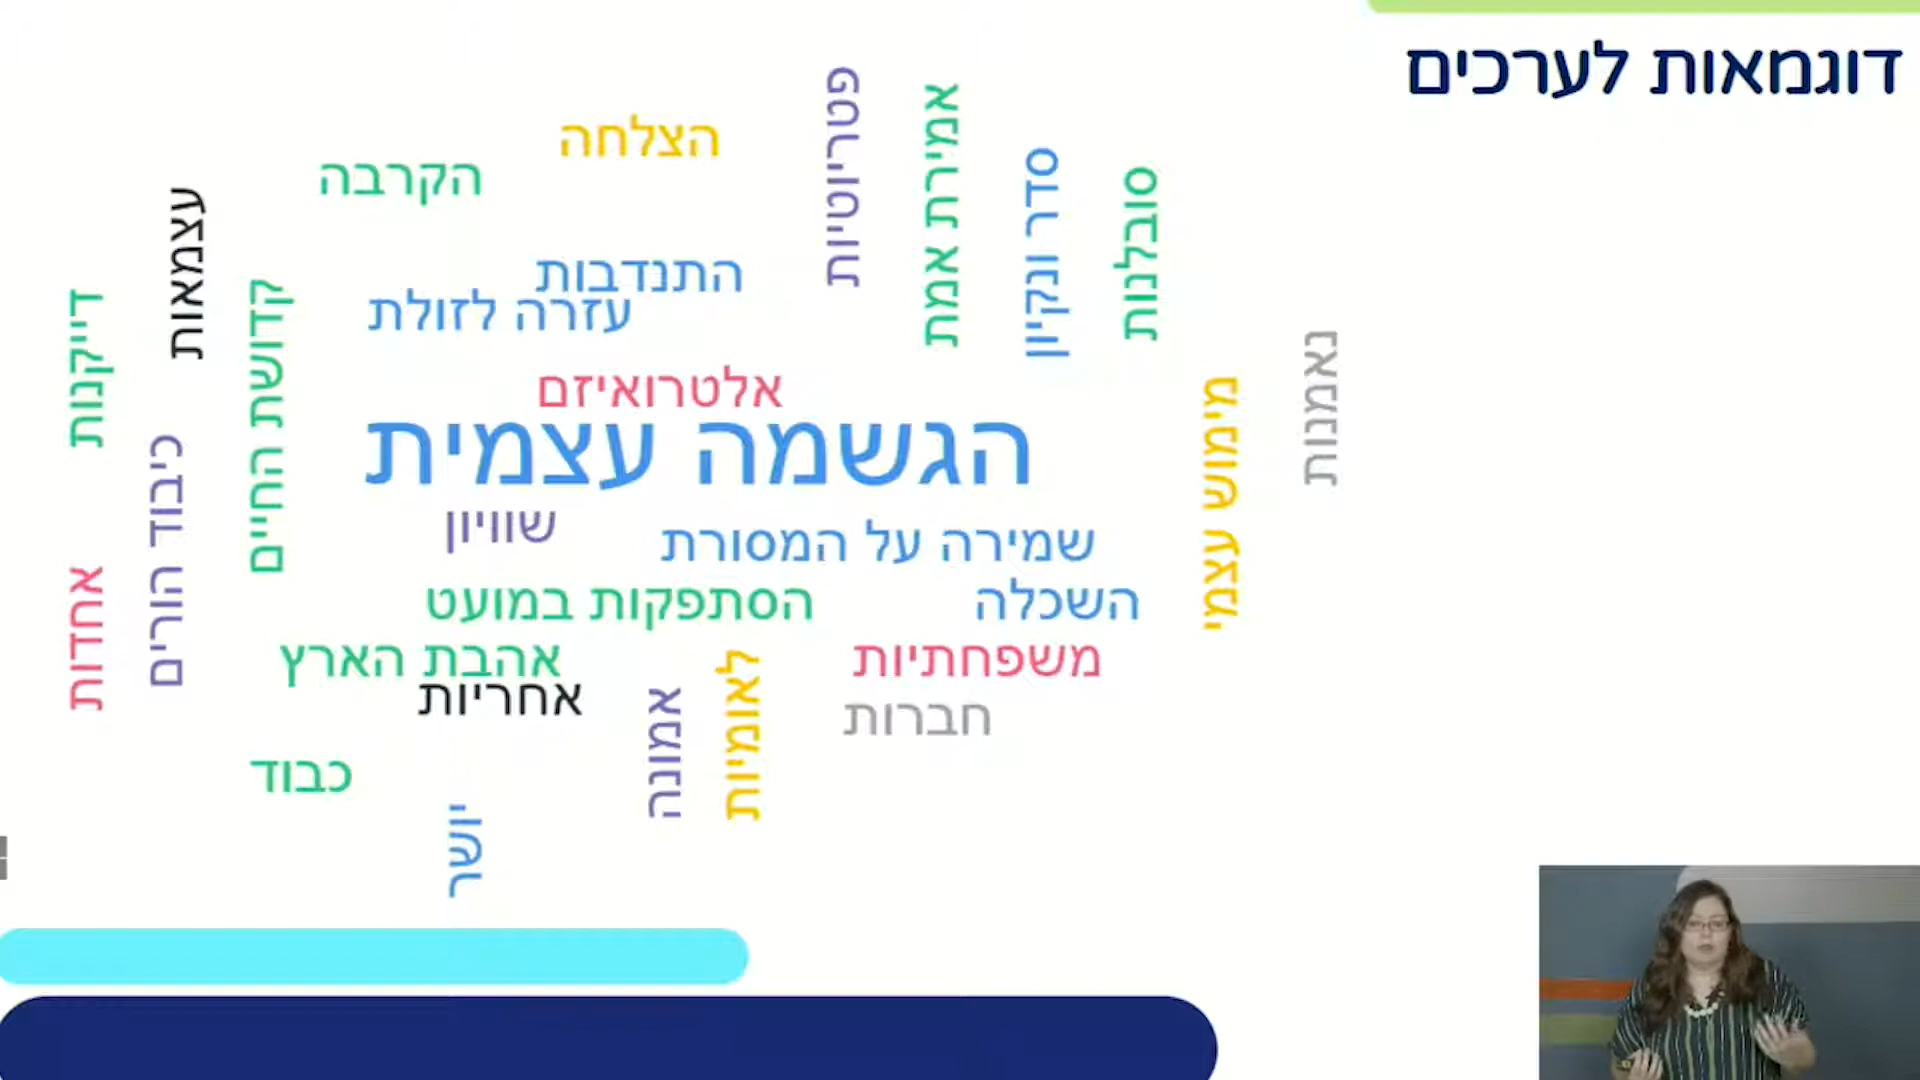 דוגמאות לערכים
פטריוטיות
אמירת אמת
הצלחה
סדר ונקיון
הקרבה
סובלנות
עצמאות
התנדבות
עזרה לזולת
קדושת החיים
דייקנות
נאמנות
אלטרואיזם
מימוש עצמי
הגשמה עצמית
כיבוד הורים
שוויון
שמירה על המסורת
הסתפקות במועט
השכלה
אחדות
אהבת הארץ
משפחתיות
לאומיות
אחריות
אמונה
חברות
כבוד
יושר